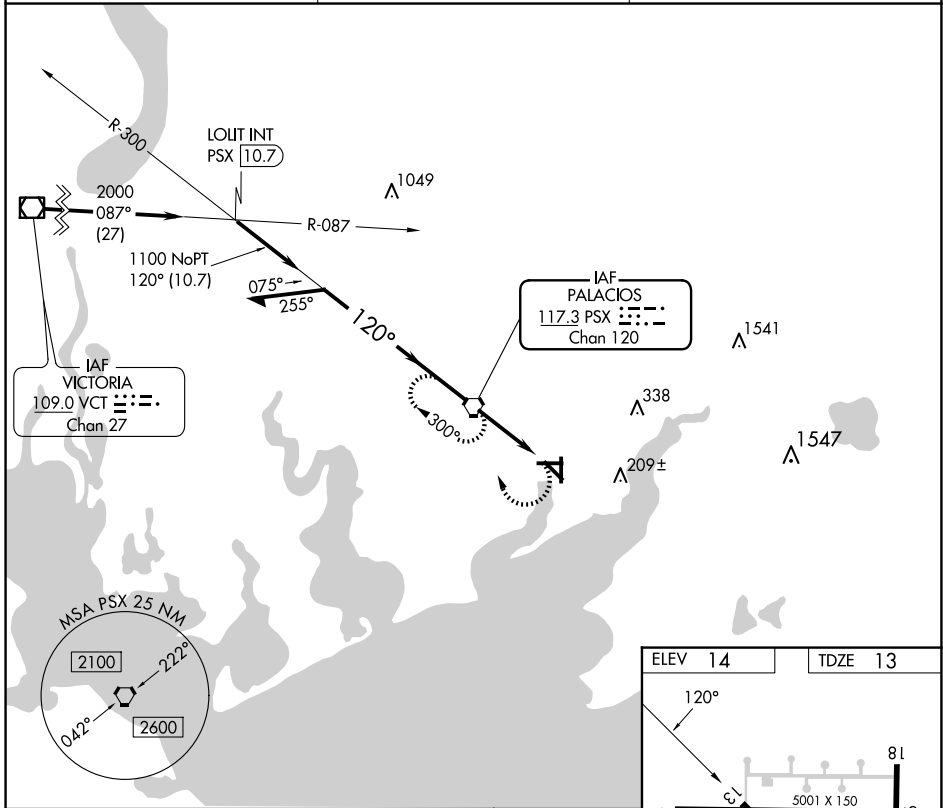 R-300
LOLIT INT
PSX 10.7
1049
2000
087°
(27)
R-087
1100 NoPT
120° (10.7)
075°
255°
120°
IAF
PALACIOS
117.3 PSX
Chan 120
1541
IAF
VICTORIA
109.0 VCT
Chan 27
338
300°
1547
209±
MSA PSX 25 NM
2100
222°
042°
2600
ELEV 14
TDZE 13
120°
18
13
5001 X 150